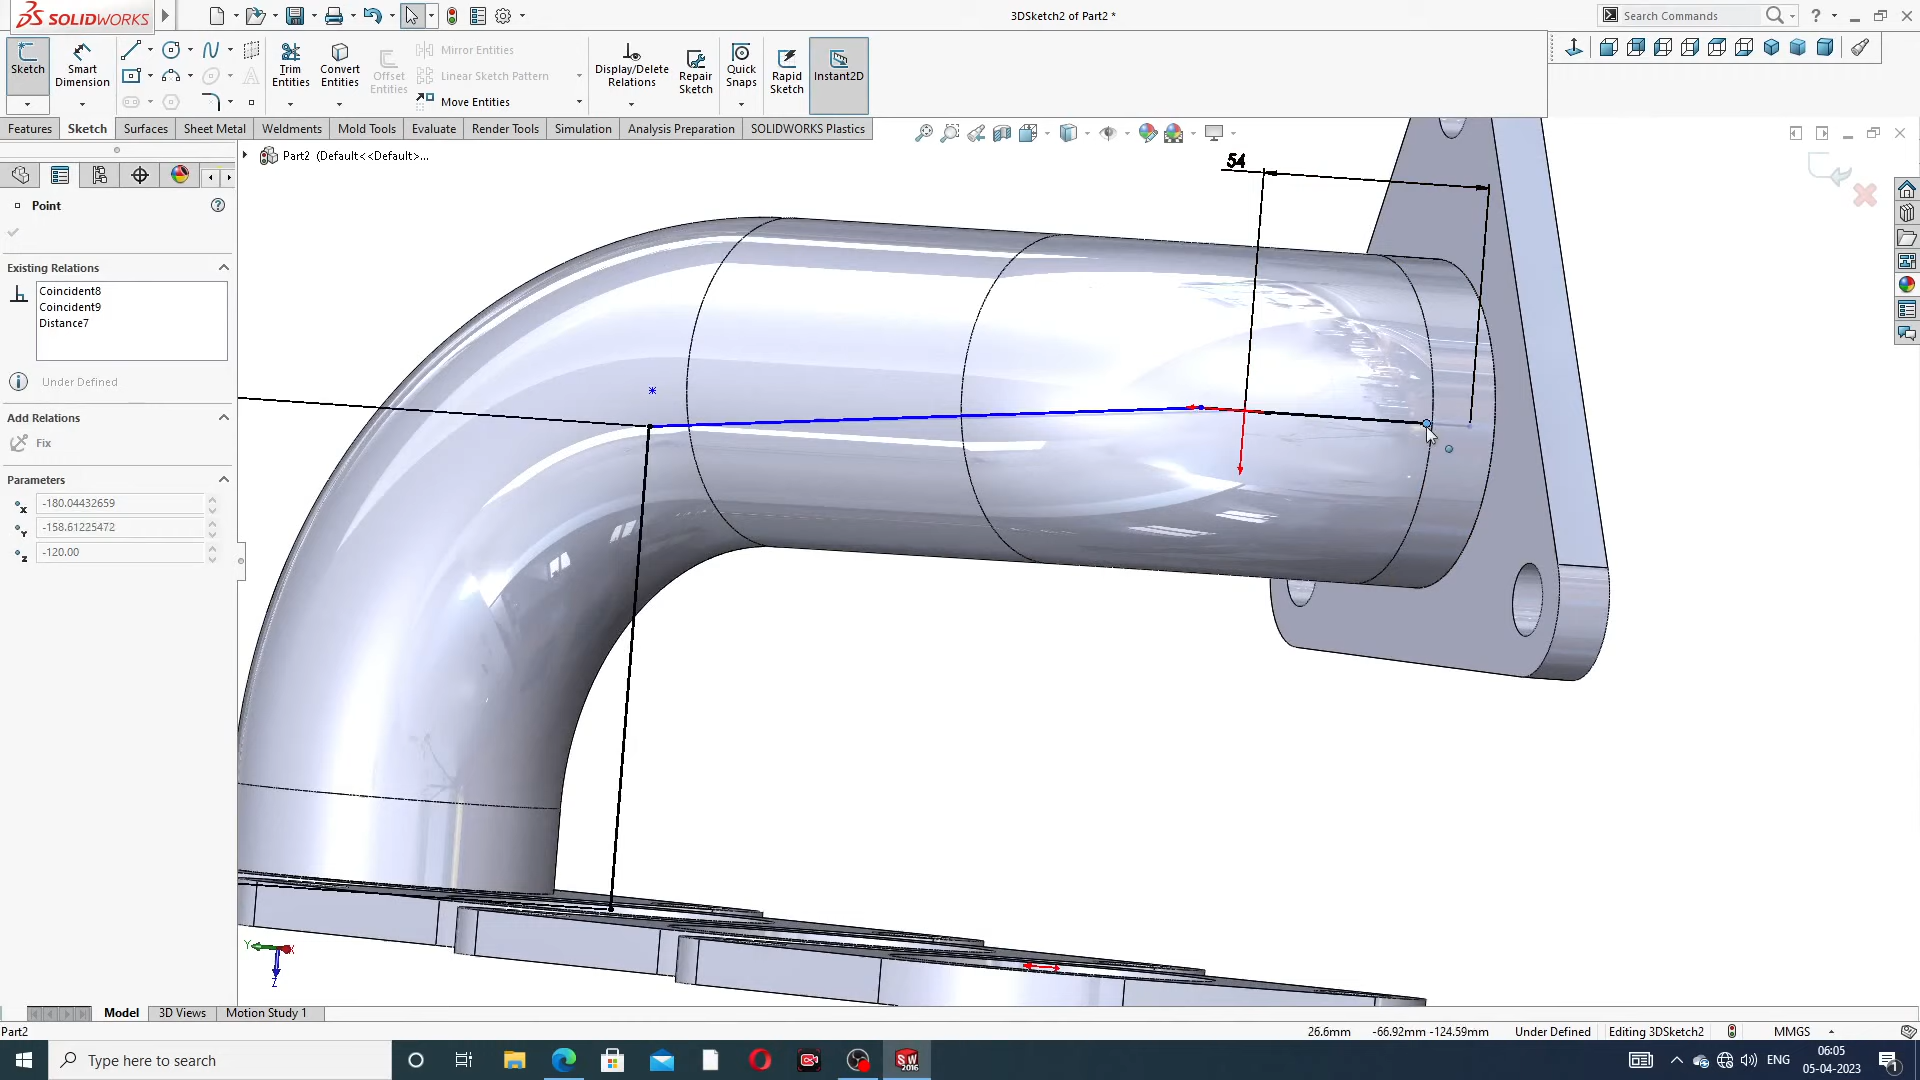 SOLIDWORKS
3DSketch2 of Part2 *
Search Commands
?
Sketch
Smart Dimension
Trim Entities
Convert Entities
Offset Entities
Mirror Entities
Linear Sketch Pattern
Move Entities
Display/Delete Relations
Repair Sketch
Quick Snaps
Rapid Sketch
Instant2D
Features
Sketch
Surfaces
Sheet Metal
Weldments
Mold Tools
Evaluate
Render Tools
Simulation
Analysis Preparation
SOLIDWORKS Plastics
Part2 (Default<<Default>...
54
Point
?
Existing Relations
Coincident8
Coincident9
Distance7
Under Defined
Add Relations
Fix
Parameters
x -180.04432659
Y -158.61225472
z -120.00
Y
X
Z
Model
3D Views
Motion Study 1
Part2
26.6mm
-66.92mm -124.59mm
Under Defined
Editing 3DSketch2
MMGS
Type here to search
SW
2016
ENG
06:05
05-04-2023
1